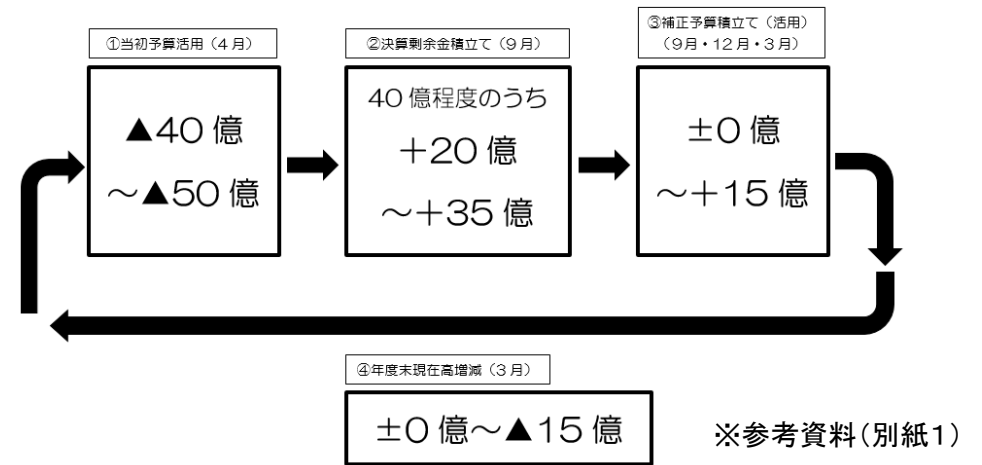 ①当初予算活用（４月）
▲40億
～▲50億
②決算剰余金積立て（９月）
40億程度のうち
＋20億
～＋35億
③補正予算積立て（活用）
（９月・１２月・３月）
±0億
～＋15億
④年度末現在高増減（３月）
±0億～▲15億
※参考資料（別紙１）